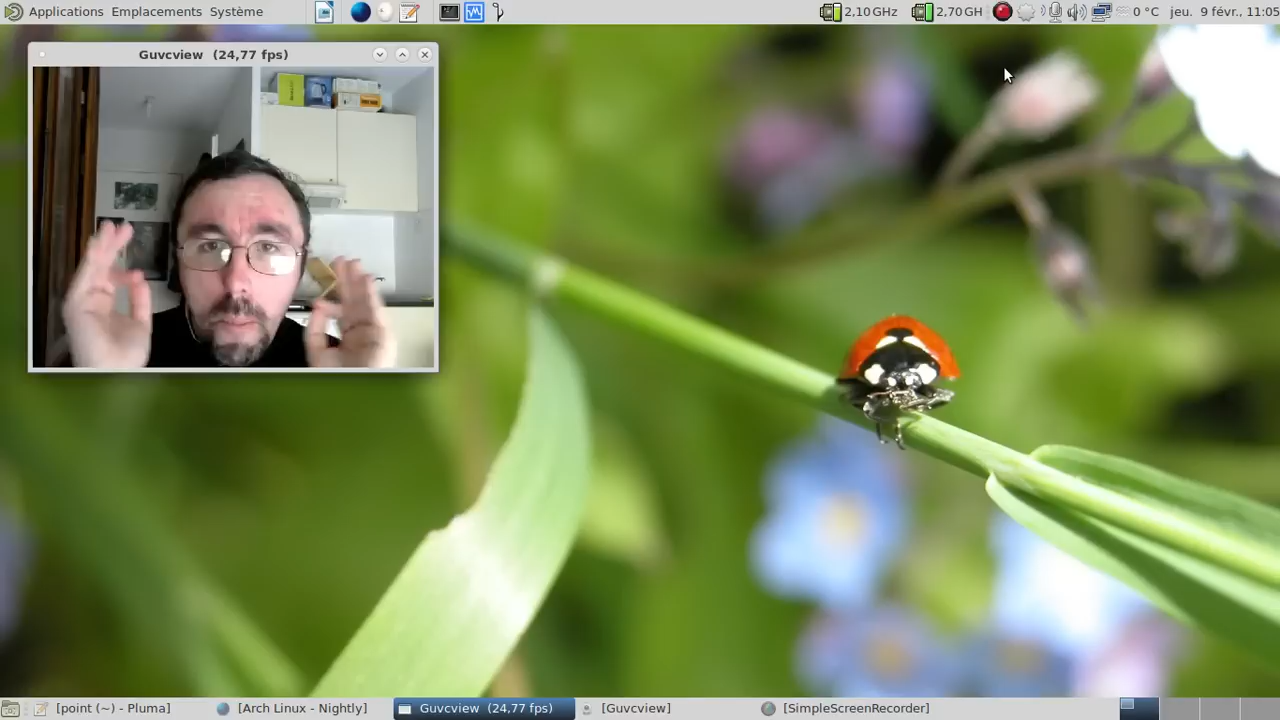 Applications Emplacements Système 2,10 GHz 2,70 GH 0 °C jeu. 9 févr., 11:05
Guvcview (24,77 fps)
[point (~) - Pluma] [Arch Linux - Nightly] Guvcview (24,77 fps) [Guvcview] [SimpleScreenRecorder]